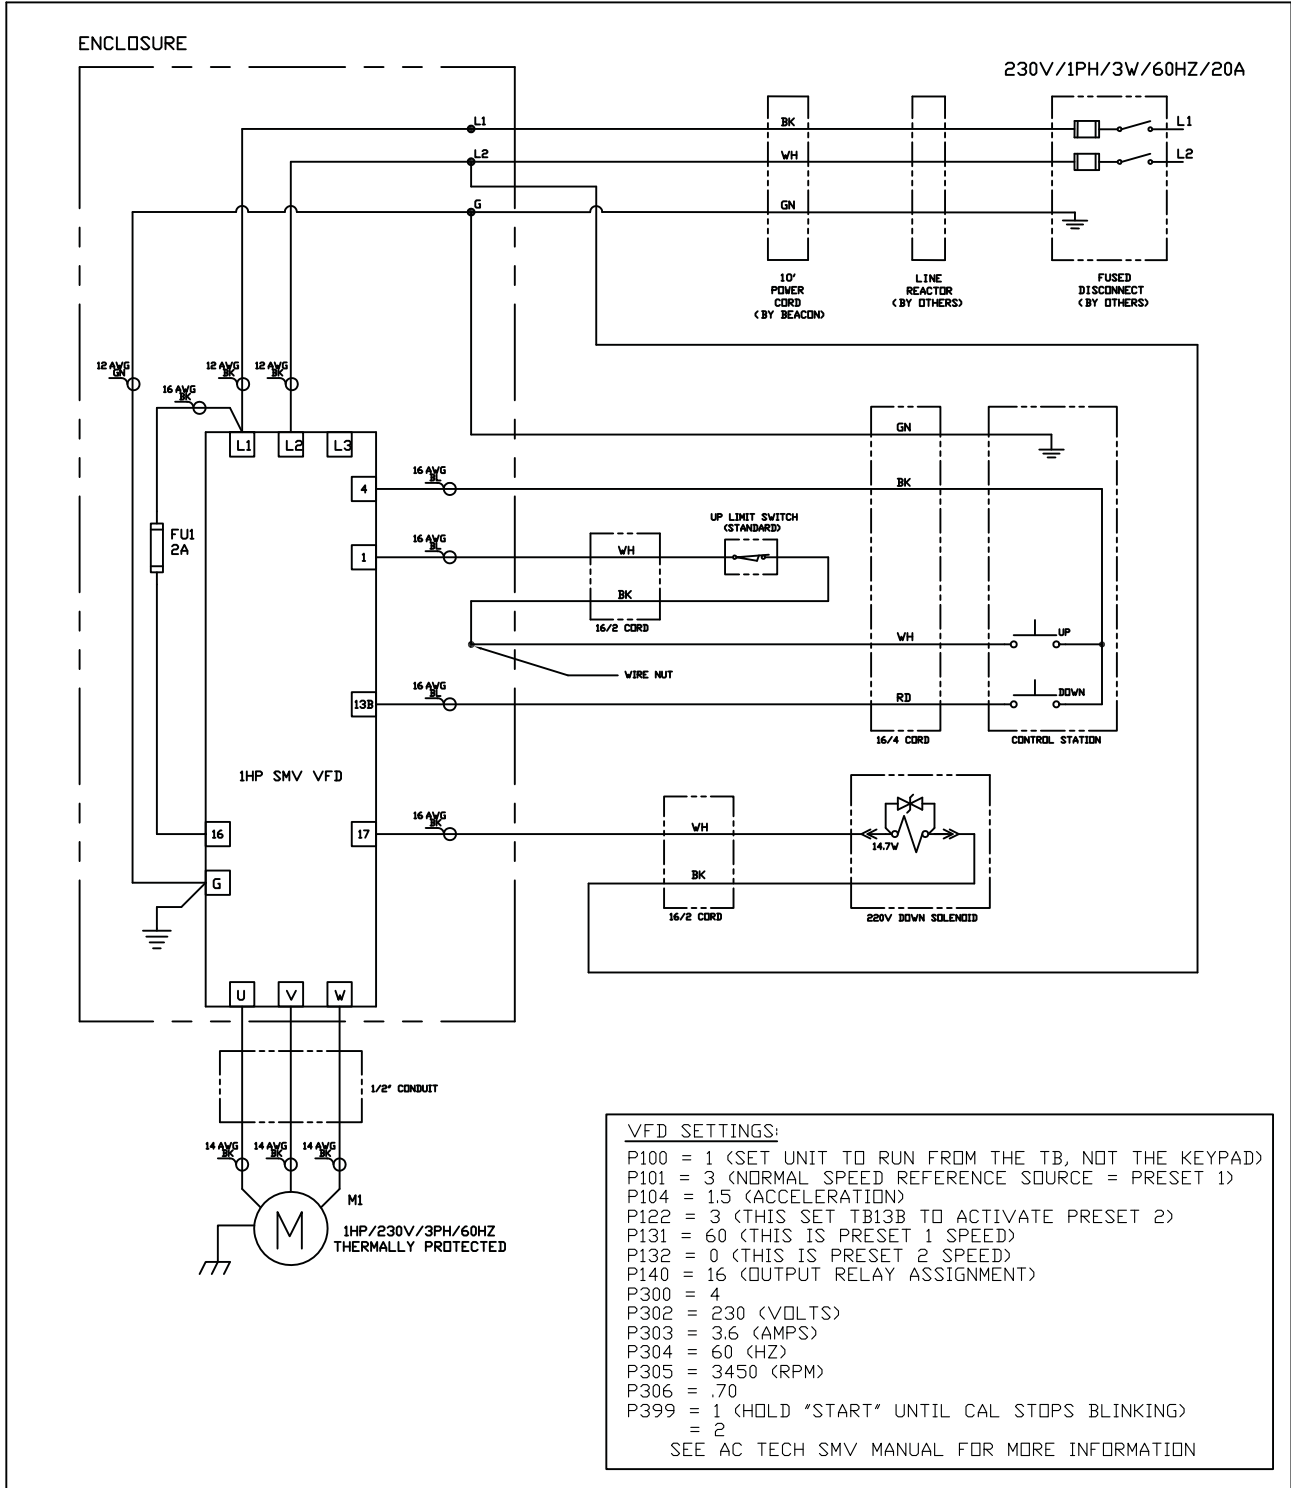 ENCLOSURE
230V/1PH/3W/60HZ/20A
L1
BK
L1
L2
WH
L2
G
GN
10'
POWER
CORD
(BY BEACON)
LINE
REACTOR
(BY OTHERS)
FUSED
DISCONNECT
(BY OTHERS)
12 AWG
GN
12 AWG
BK
12 AWG
BK
16 AWG
BK
L1
L2
L3
GN
4
16 AWG
BL
BK
FU1
2A
1
16 AWG
BL
WH
UP LIMIT SWITCH
(STANDARD)
BK
16/2 CORD
WH
UP
WIRE NUT
13B
16 AWG
BL
RD
DOWN
16/4 CORD
CONTROL STATION
1HP SMV VFD
16
17
16 AWG
BK
WH
14.7W
BK
G
16/2 CORD
220V DOWN SOLENOID
U
V
W
1/2" CONDUIT
14 AWG
BK
14 AWG
BK
14 AWG
BK
M1
M
1HP/230V/3PH/60HZ
THERMALLY PROTECTED
VFD SETTINGS:
P100 = 1 (SET UNIT TO RUN FROM THE TB, NOT THE KEYPAD)
P101 = 3 (NORMAL SPEED REFERENCE SOURCE = PRESET 1)
P104 = 1.5 (ACCELERATION)
P122 = 3 (THIS SET TB13B TO ACTIVATE PRESET 2)
P131 = 60 (THIS IS PRESET 1 SPEED)
P132 = 0 (THIS IS PRESET 2 SPEED)
P140 = 16 (OUTPUT RELAY ASSIGNMENT)
P300 = 4
P302 = 230 (VOLTS)
P303 = 3.6 (AMPS)
P304 = 60 (HZ)
P305 = 3450 (RPM)
P306 = .70
P399 = 1 (HOLD "START" UNTIL CAL STOPS BLINKING)
= 2
SEE AC TECH SMV MANUAL FOR MORE INFORMATION